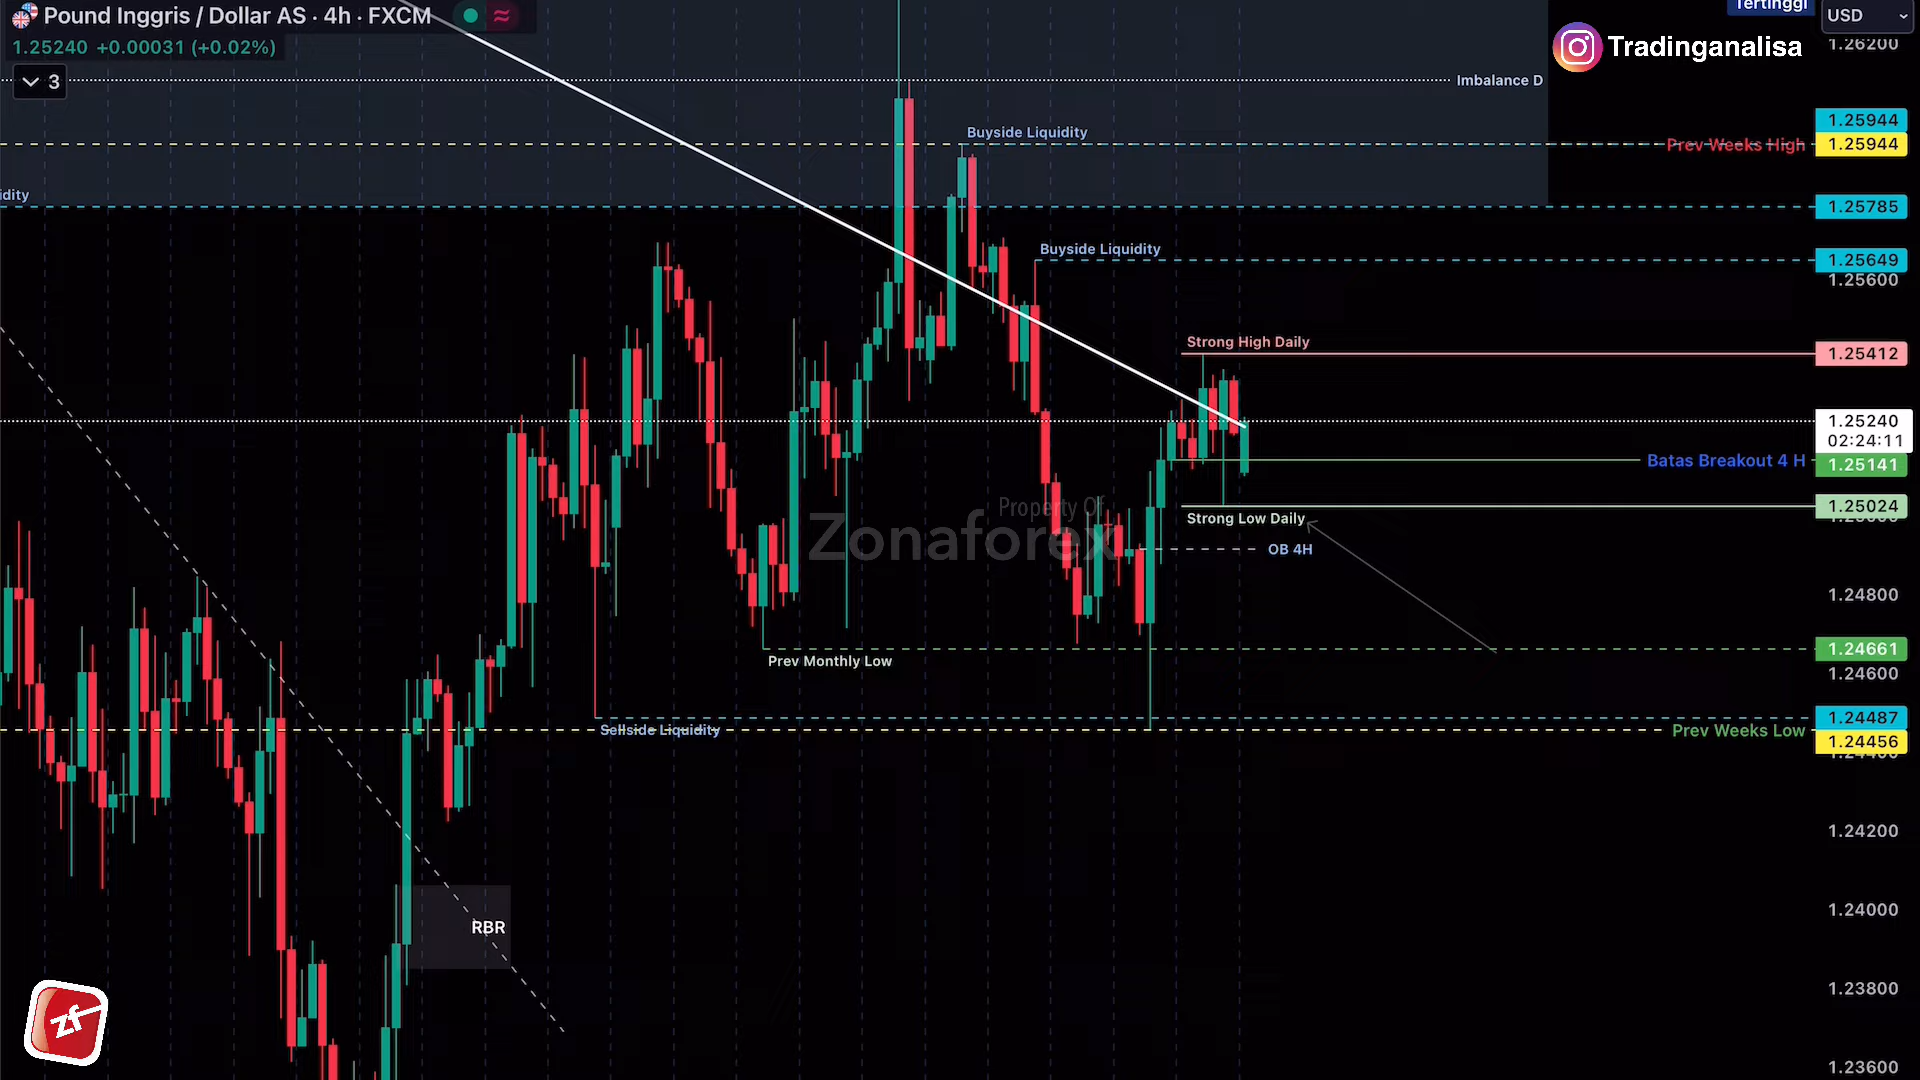 Pound Inggris / Dollar AS · 4h · FXCM
1.25240 +0.00031 (+0.02%)
3
Tertinggi
USD
Tradinganalisa
1.26200
Imbalance D
1.25944
Buyside Liquidity
Prev Weeks High
1.25944
idity
1.25785
Buyside Liquidity
1.25649
1.25600
Strong High Daily
1.25412
1.25240
02:24:11
Batas Breakout 4 H
1.25141
1.25024
Property Of
Strong Low Daily
Zonaforex
OB 4H
1.24800
1.24661
Prev Monthly Low
1.24600
1.24487
Sellside Liquidity
Prev Weeks Low
1.24456
1.24200
1.24000
RBR
1.23800
zf
1.23600